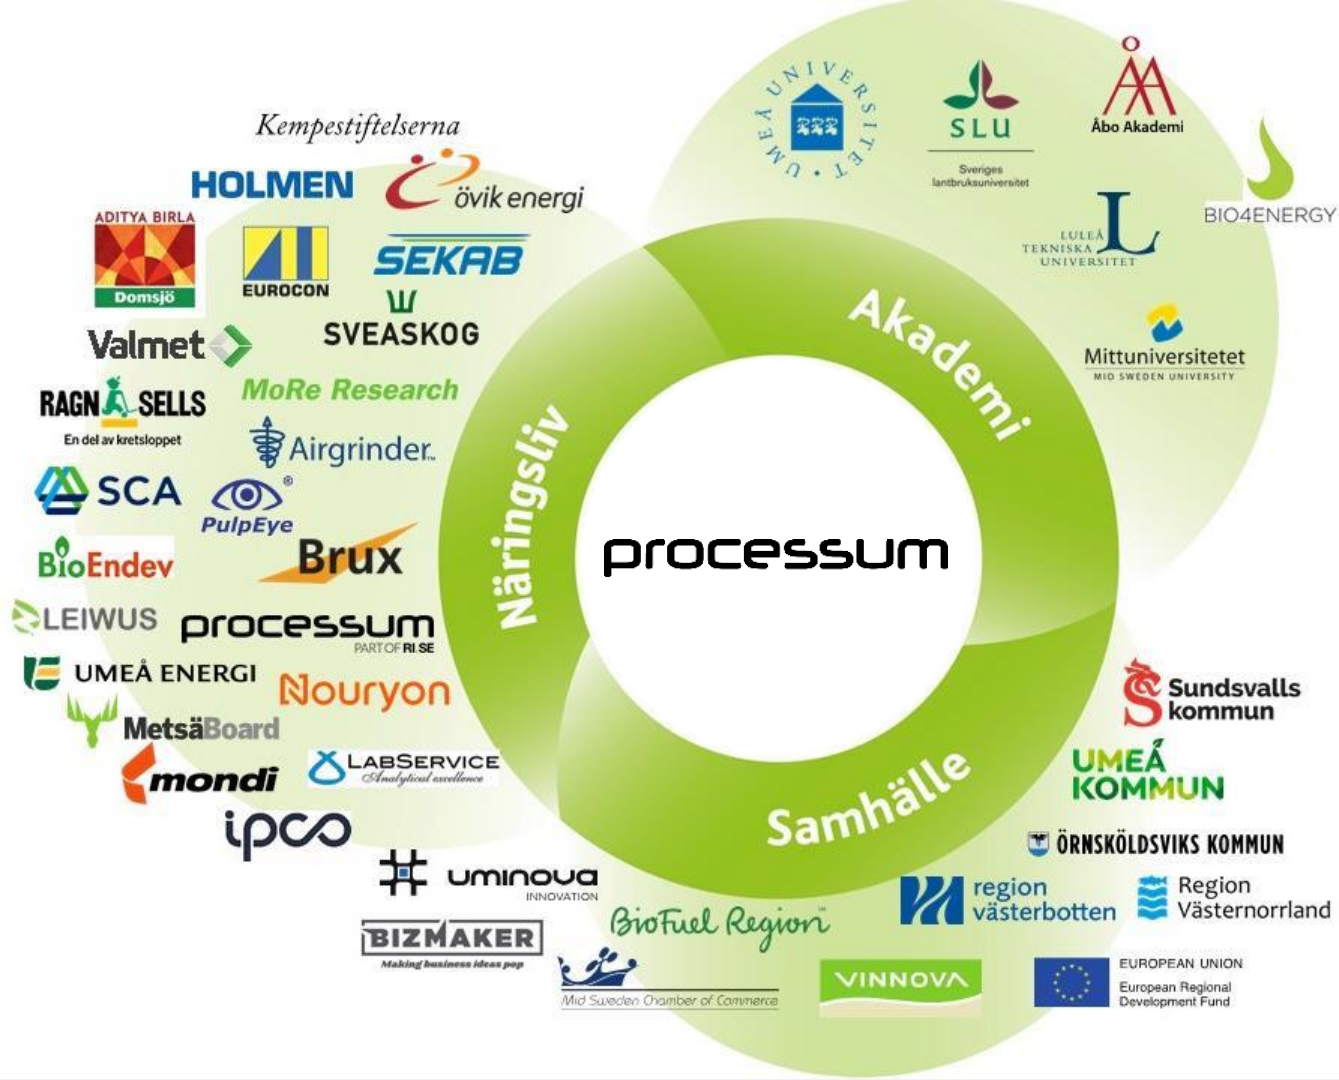 Kempestiftelserna
HOLMEN
övik energi
ADITYA BIRLA
Domsjö
EUROCON
SEKAB
SVEASKOG
Valmet
MoRe Research
RAGN SELLS
En del av kretsloppet
Airgrinder™
SCA
PulpEye®
BioEndev
Brux
LEIWUS
processum
PART OF RI.SE
UMEÅ ENERGI
Nouryon
MetsäBoard
mondi
LABSERVICE
Analytical excellence
ipco
uminova
INNOVATION
BIZMAKER
Making business ideas pop
UMEÅ UNIVERSITET
SLU
Sveriges
lantbruksuniversitet
Åbo Akademi
BIO4ENERGY
LULEÅ
TEKNISKA
UNIVERSITET
L
Mittuniversitetet
MID SWEDEN UNIVERSITY
Akademi
Näringsliv
Samhälle
processum
Sundsvalls
kommun
UMEÅ
KOMMUN
ÖRNSKÖLDSVIKS KOMMUN
region
västerbotten
Region
Västernorrland
BioFuel Region™
Mid Sweden Chamber of Commerce
VINNOVA
EUROPEAN UNION
European Regional
Development Fund